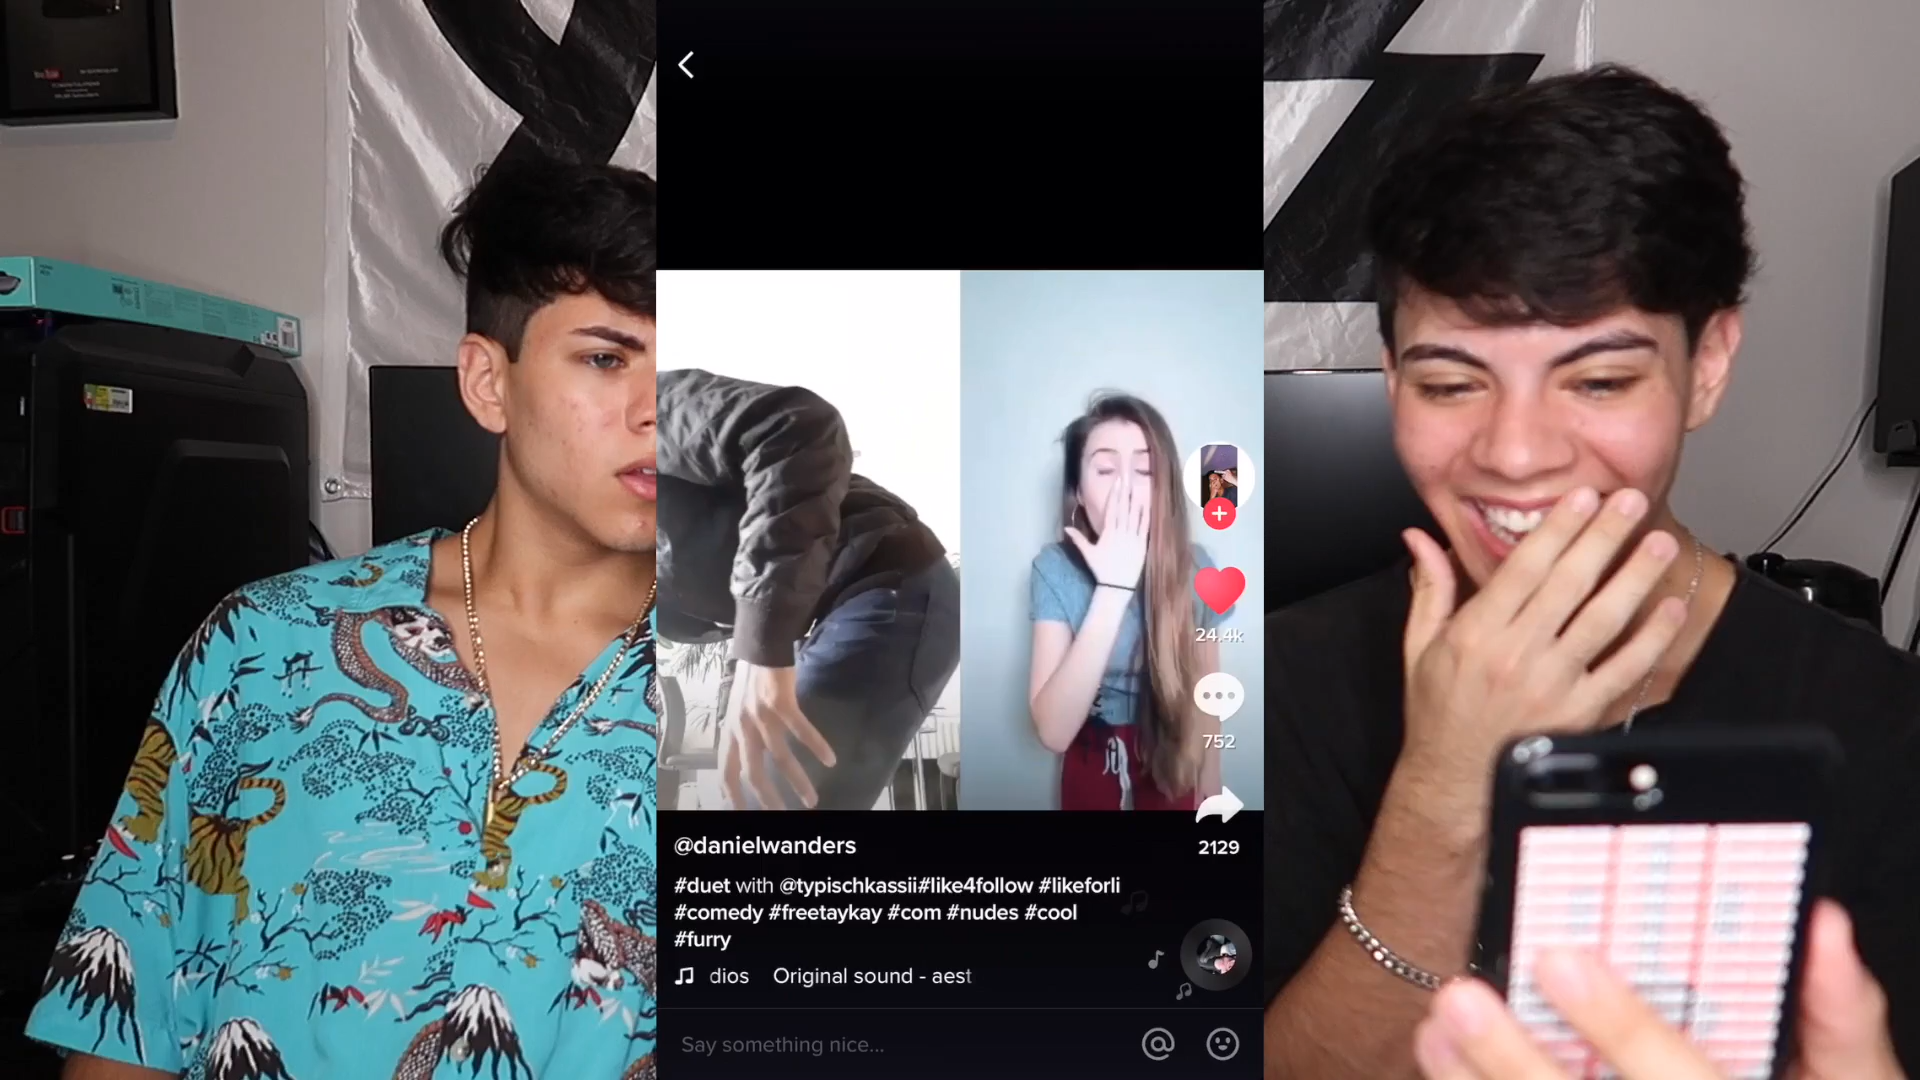 24.4k
752
2129
@danielwanders
#duet with @typischkassii#like4follow #likeforli
#comedy #freetaykay #com #nudes #cool
#furry
dios Original sound - aest
Say something nice...